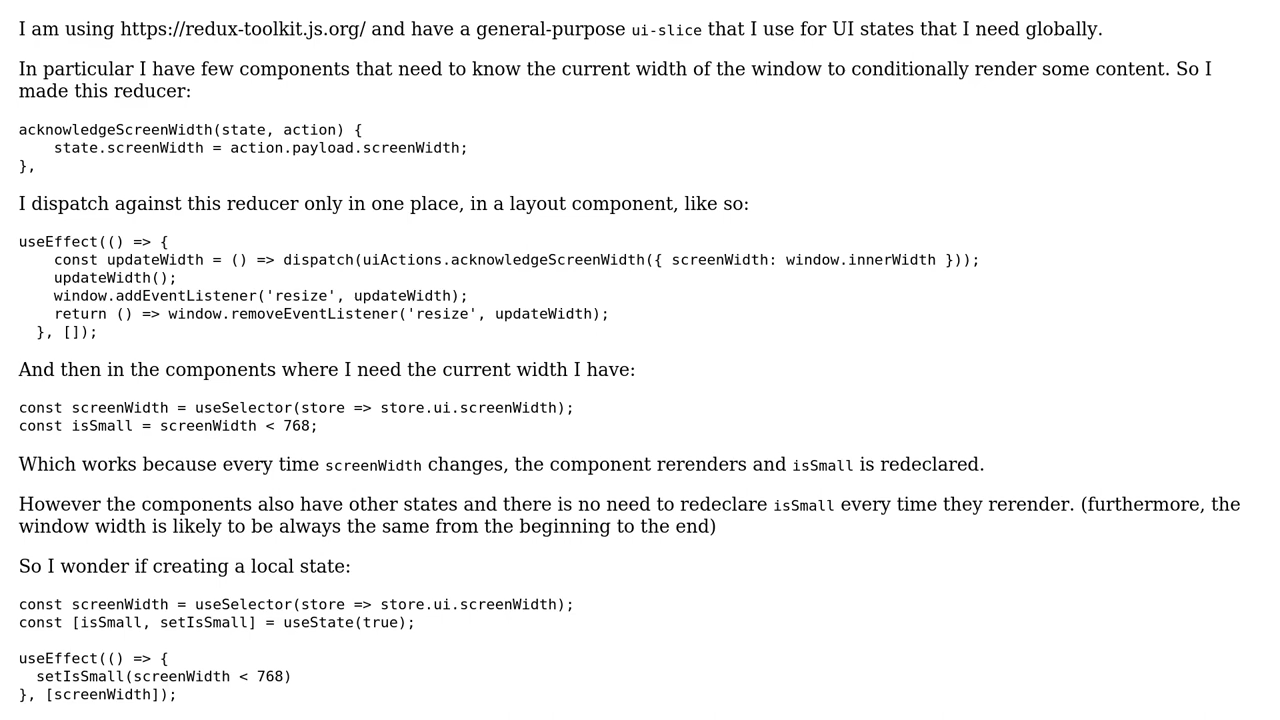 I am using https://redux-toolkit.js.org/ and have a general-purpose ui-slice that I use for UI states that I need globally.
In particular I have few components that need to know the current width of the window to conditionally render some content. So I
made this reducer:
acknowledgeScreenWidth(state, action) {
    state.screenWidth = action.payload.screenWidth;
},
I dispatch against this reducer only in one place, in a layout component, like so:
useEffect(() => {
    const updateWidth = () => dispatch(uiActions.acknowledgeScreenWidth({ screenWidth: window.innerWidth }));
    updateWidth();
    window.addEventListener('resize', updateWidth);
    return () => window.removeEventListener('resize', updateWidth);
  }, []);
And then in the components where I need the current width I have:
const screenWidth = useSelector(store => store.ui.screenWidth);
const isSmall = screenWidth < 768;
Which works because every time screenWidth changes, the component rerenders and isSmall is redeclared.
However the components also have other states and there is no need to redeclare isSmall every time they rerender. (furthermore, the
window width is likely to be always the same from the beginning to the end)
So I wonder if creating a local state:
const screenWidth = useSelector(store => store.ui.screenWidth);
const [isSmall, setIsSmall] = useState(true);
useEffect(() => {
  setIsSmall(screenWidth < 768)
}, [screenWidth]);